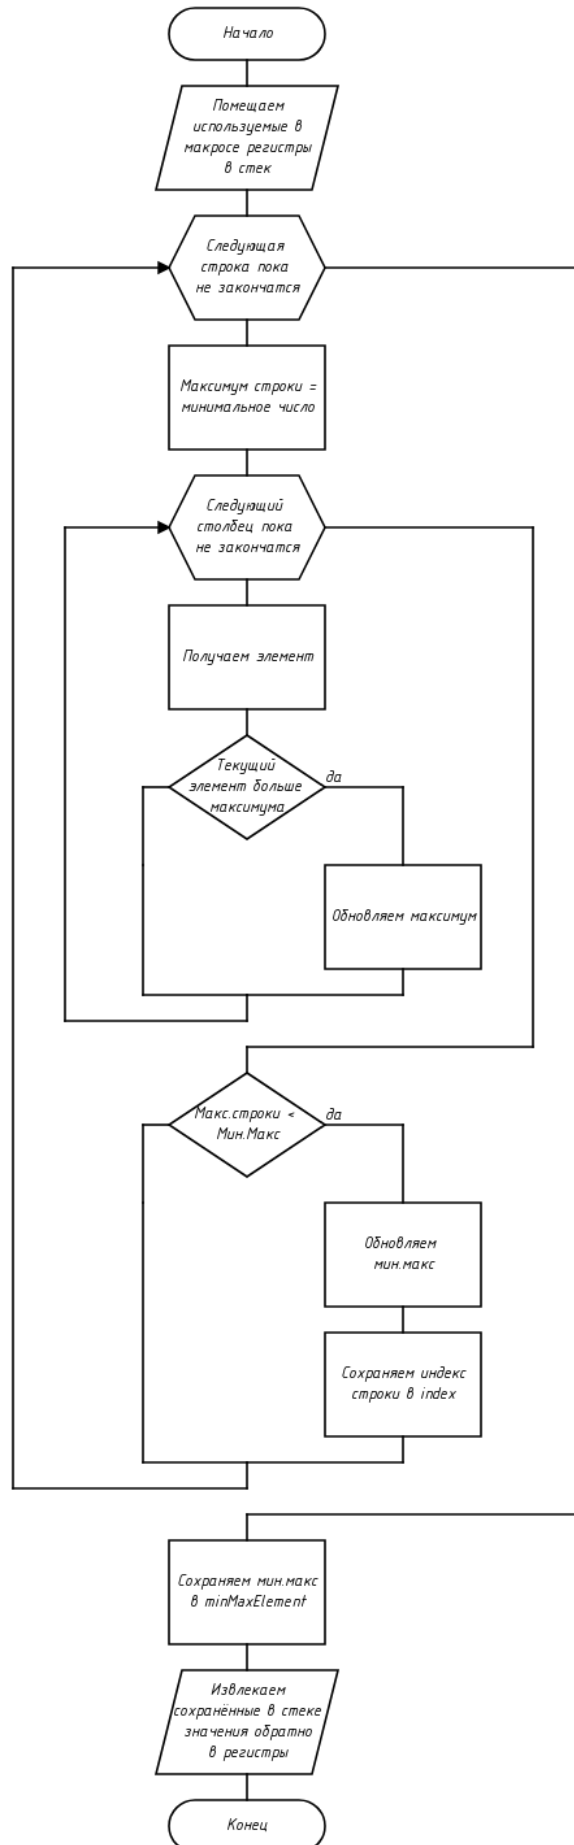 Начало
Помещаем
используемые в
макросе регистры
в стек
Следующая
строка пока
не закончатся
Максимум строки =
минимальное число
Следующий
столбец пока
не закончатся
Получаем элемент
Текущий
элемент больше
максимума
да
Обновляем максимум
Макс.строки <
Мин.Макс
да
Обновляем
мин.макс
Сохраняем индекс
строки в index
Сохраняем мин.макс
в minMaxElement
Извлекаем
сохранённые в стеке
значения обратно
в регистры
Конец